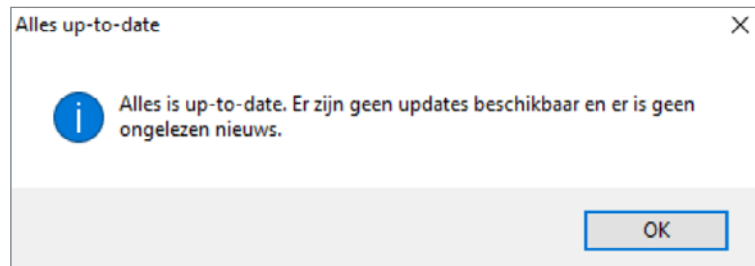 Alles up-to-date
Alles is up-to-date. Er zijn geen updates beschikbaar en er is geen
ongelezen nieuws.
OK